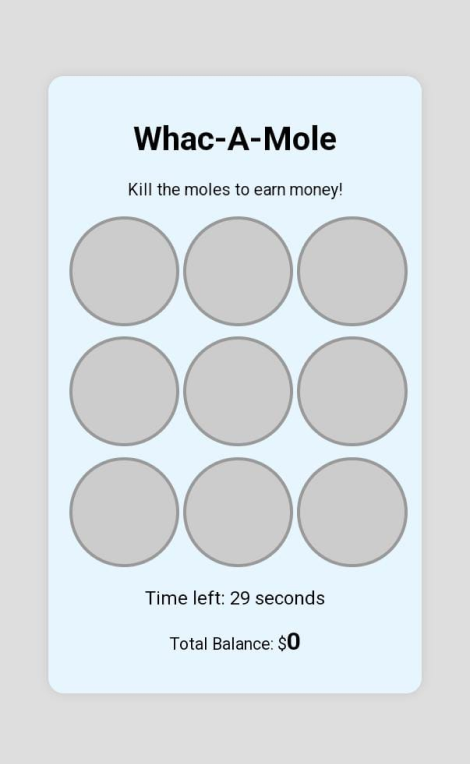 Whac-A-Mole
Kill the moles to earn money!
Time left: 29 seconds
Total Balance: $0